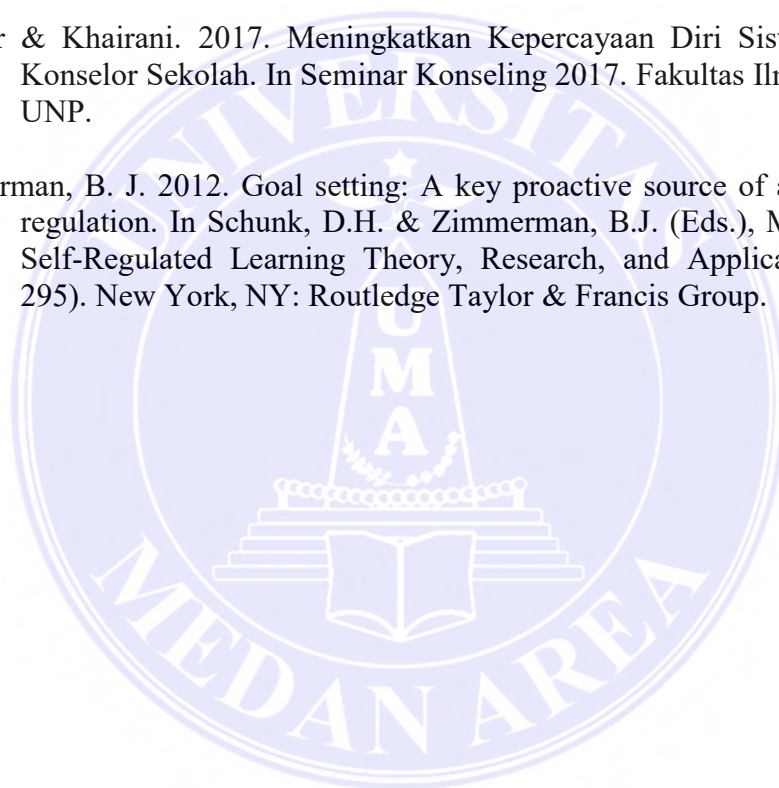 r & Khairani. 2017. Meningkatkan Kepercayaan Diri Sis
Konselor Sekolah. In Seminar Konseling 2017. Fakultas Il
UNP.
rman, B. J. 2012. Goal setting: A key proactive source of a
regulation. In Schunk, D.H. & Zimmerman, B.J. (Eds.), M
Self-Regulated Learning Theory, Research, and Applica
295). New York, NY: Routledge Taylor & Francis Group.
UNIVERSITAS
UMA
MEDAN AREA